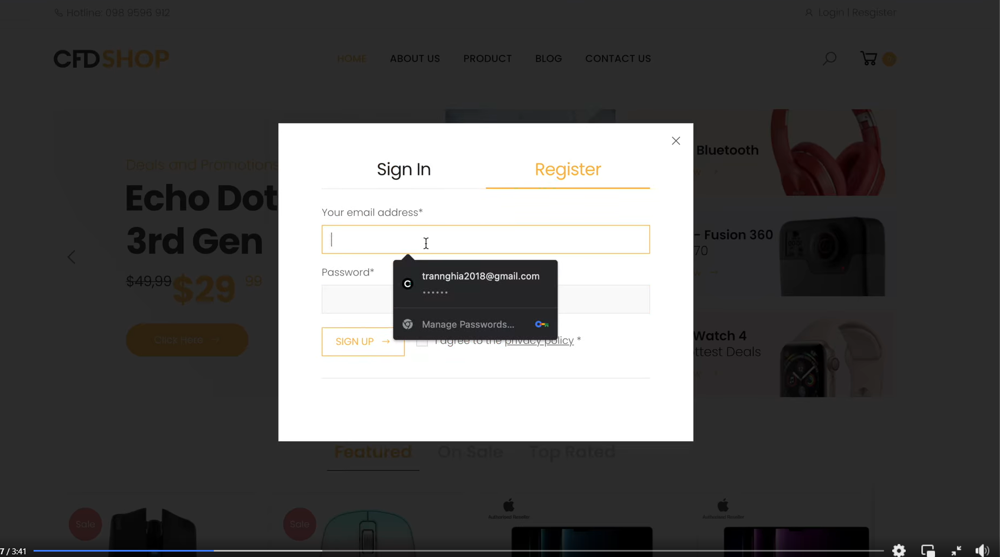 Hotline: 098 9596 912
Login | Resgister
CFDSHOP
HOME
ABOUT US
PRODUCT
BLOG
CONTACT US
0
Sign In
Register
Your email address*
trannghia2018@gmail.com
••••••
Manage Passwords...
Password*
SIGN UP →
I agree to the privacy policy *
Deals and Promotions
Echo Dot
3rd Gen
$49,99
$29
99
Click Here →
Bluetooth
- Fusion 360
70
Watch 4
ttest Deals
Featured
On Sale
Top Rated
Sale
Sale
Authorised Reseller
Authorised Reseller
7 / 3:41